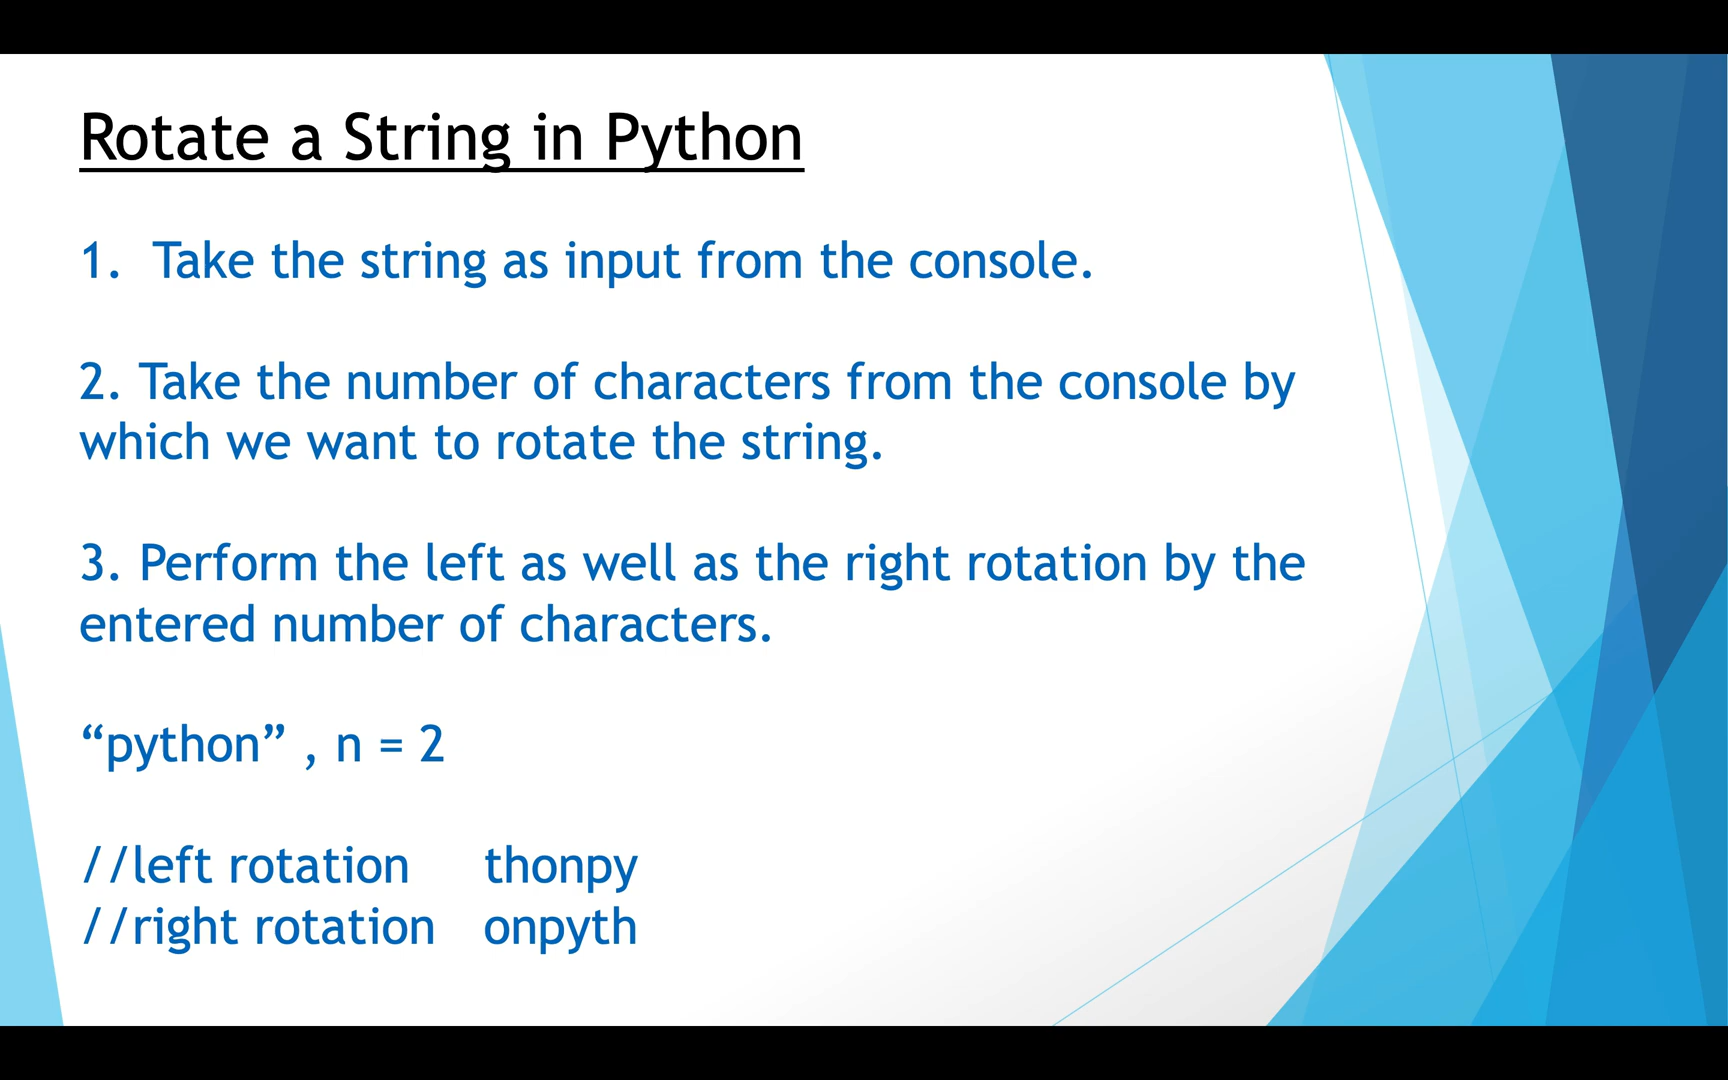 Rotate a String in Python
1. Take the string as input from the console.
2. Take the number of characters from the console by
which we want to rotate the string.
3. Perform the left as well as the right rotation by the
entered number of characters.
“python” , n = 2
//left rotation thonpy
//right rotation onpyth